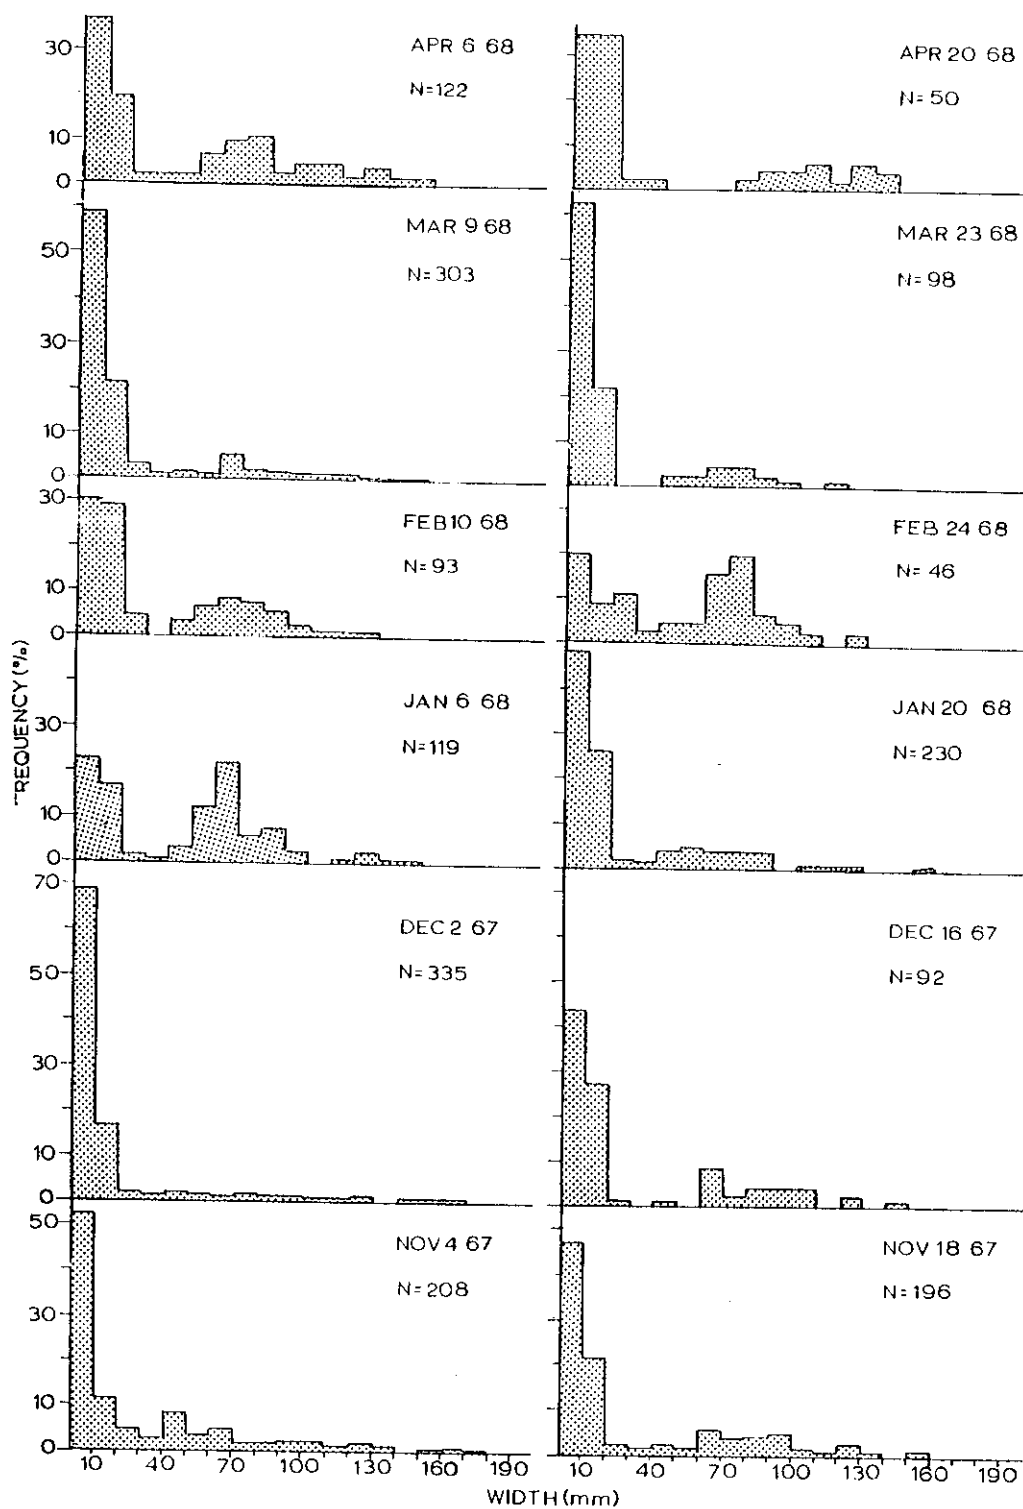 30
10
0
APR 6 68
N=122
APR 20 68
N=50
50
30
10
0
MAR 9 68
N=303
MAR 23 68
N=98
30
10
0
FEB 10 68
N=93
FEB 24 68
N=46
30
10
0
JAN 6 68
N=119
JAN 20 68
N=230
70
50
30
10
0
DEC 2 67
N=335
DEC 16 67
N=92
50
30
10
0
NOV 4 67
N=208
NOV 18 67
N=196
10 40 70 100 130 160 190
10 40 70 100 130 160 190
WIDTH (mm)
REQUENCY (%)